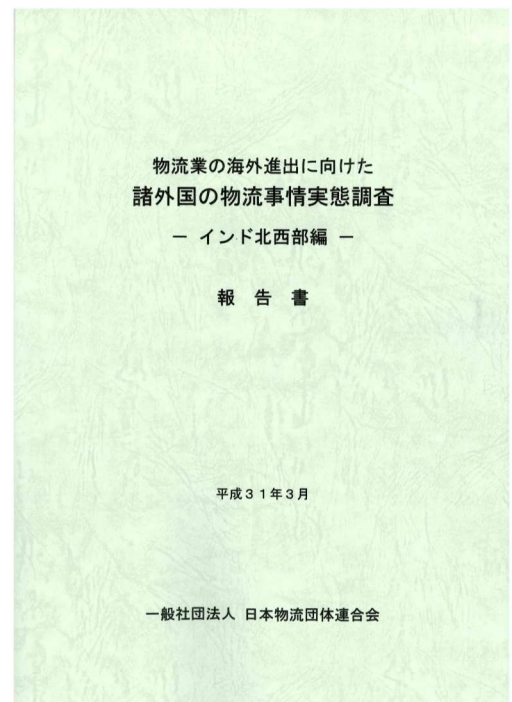 物流業の海外進出に向けた
諸外国の物流事情実態調査
― インド北西部編 ―
報 告 書
平成３１年３月
一般社団法人 日本物流団体連合会